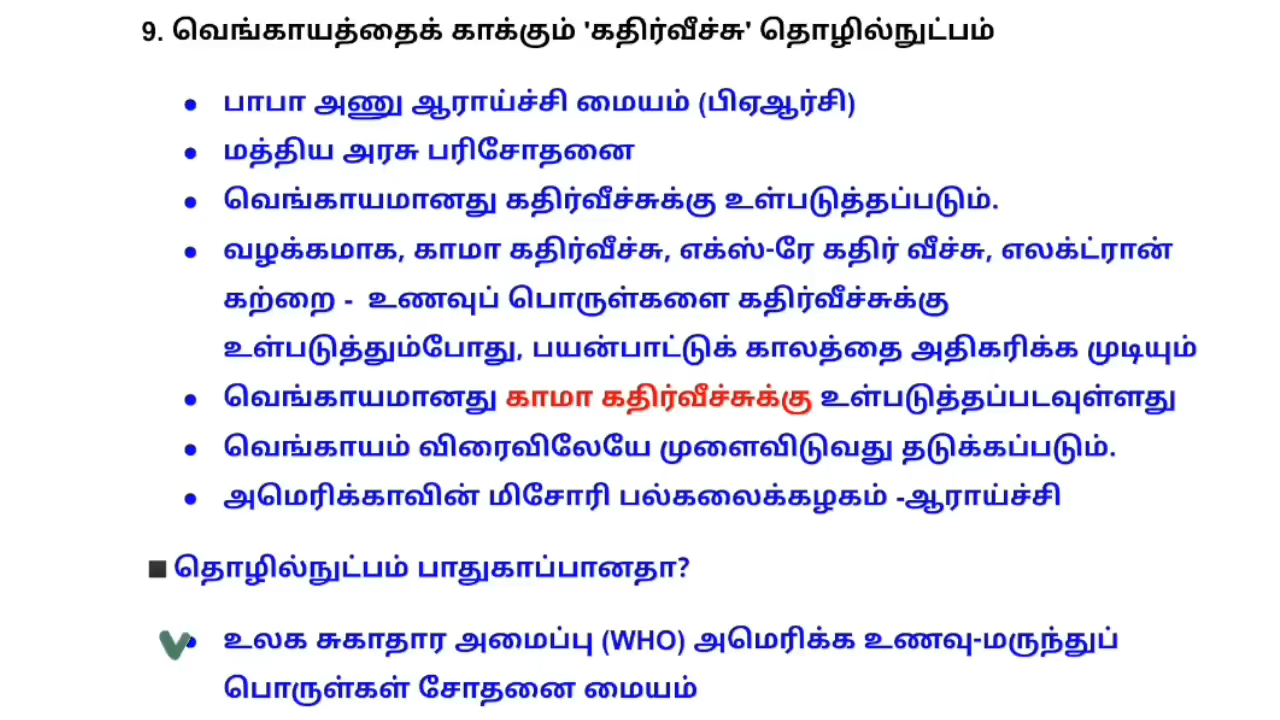 9. வெங்காயத்தைக் காக்கும் 'கதிர்வீச்சு' தொழில்நுட்பம்
• பாபா அணு ஆராய்ச்சி மையம் (பிஏஆர்சி)
• மத்திய அரசு பரிசோதனை
• வெங்காயமானது கதிர்வீச்சுக்கு உள்படுத்தப்படும்.
• வழக்கமாக, காமா கதிர்வீச்சு, எக்ஸ்-ரே கதிர் வீச்சு, எலக்ட்ரான்
கற்றை - உணவுப் பொருள்களை கதிர்வீச்சுக்கு
உள்படுத்தும்போது, பயன்பாட்டுக் காலத்தை அதிகரிக்க முடியும்
• வெங்காயமானது காமா கதிர்வீச்சுக்கு உள்படுத்தப்படவுள்ளது
• வெங்காயம் விரைவிலேயே முளைவிடுவது தடுக்கப்படும்.
• அமெரிக்காவின் மிசோரி பல்கலைக்கழகம் -ஆராய்ச்சி
■ தொழில்நுட்பம் பாதுகாப்பானதா?
• உலக சுகாதார அமைப்பு (WHO) அமெரிக்க உணவு-மருந்துப்
பொருள்கள் சோதனை மையம்